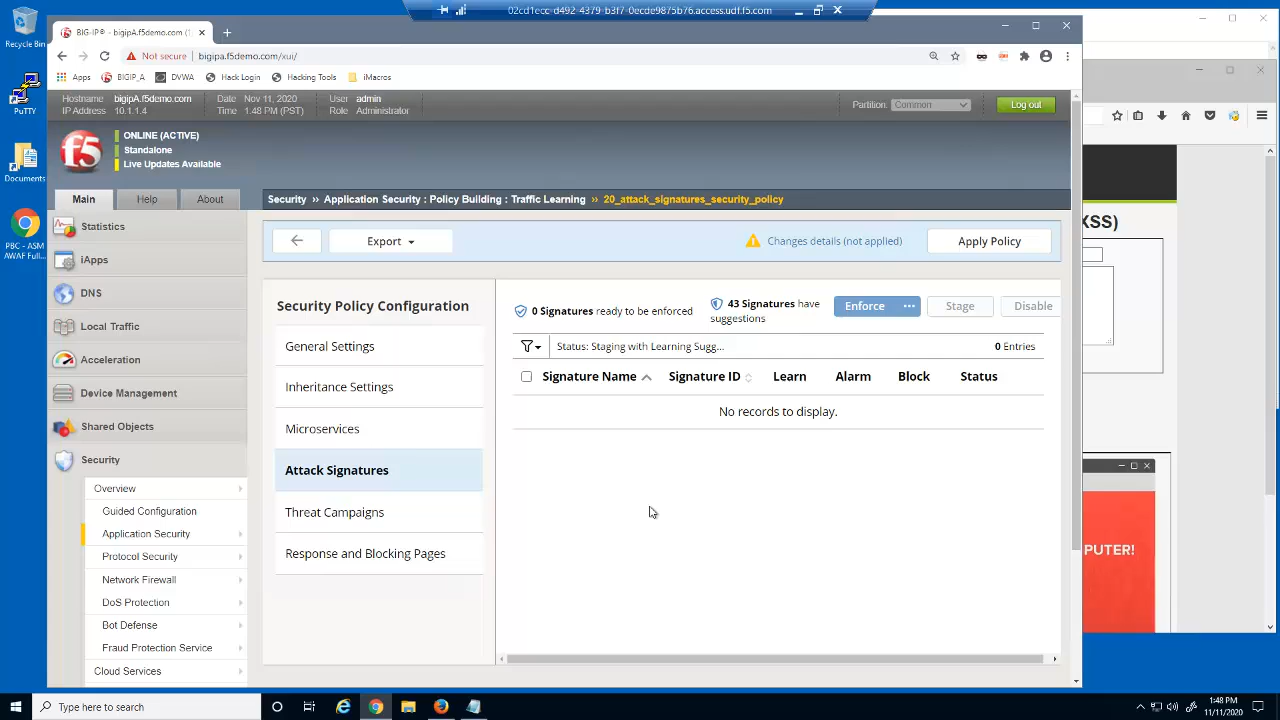 Recycle Bin
PuTTY
Documents
PBC - ASM
AWAF Full...
02cd1ecc-d492-4379-b3f7-0ecde9875b76.access.udf.f5.com
BIG-IP® - bigipA.f5demo.com (1
Not secure
bigipa.f5demo.com/xui/
Apps
BIGIP_A
DVWA
Hack Login
Hacking Tools
iMacros
Hostname bigipA.f5demo.com
IP Address 10.1.1.4
Date Nov 11, 2020
Time 1:48 PM (PST)
User admin
Role Administrator
Partition: Common
Log out
f5
ONLINE (ACTIVE)
Standalone
Live Updates Available
Main
Help
About
Security ›› Application Security : Policy Building : Traffic Learning ›› 20_attack_signatures_security_policy
Statistics
iApps
DNS
Local Traffic
Acceleration
Device Management
Shared Objects
Security
Overview
Guided Configuration
Application Security
Protocol Security
Network Firewall
DoS Protection
Bot Defense
Fraud Protection Service
Cloud Services
Export
Changes details (not applied)
Apply Policy
Security Policy Configuration
General Settings
Inheritance Settings
Microservices
Attack Signatures
Threat Campaigns
Response and Blocking Pages
0 Signatures ready to be enforced
43 Signatures have
suggestions
Enforce ...
Stage
Disable
Status: Staging with Learning Sugg...
0 Entries
Signature Name
Signature ID
Learn
Alarm
Block
Status
No records to display.
XSS)
PUTER!
Type here to search
1:48 PM
11/11/2020